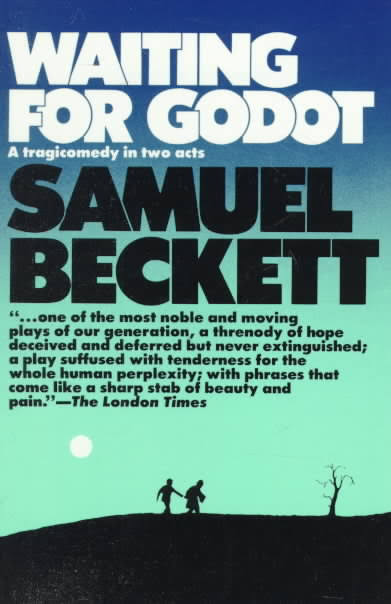 WAITING
FOR GODOT
A tragicomedy in two acts
SAMUEL
BECKETT
“...one of the most noble and moving
plays of our generation, a threnody of hope
deceived and deferred but never extinguished;
a play suffused with tenderness for the
whole human perplexity; with phrases that
come like a sharp stab of beauty and
pain.”—The London Times